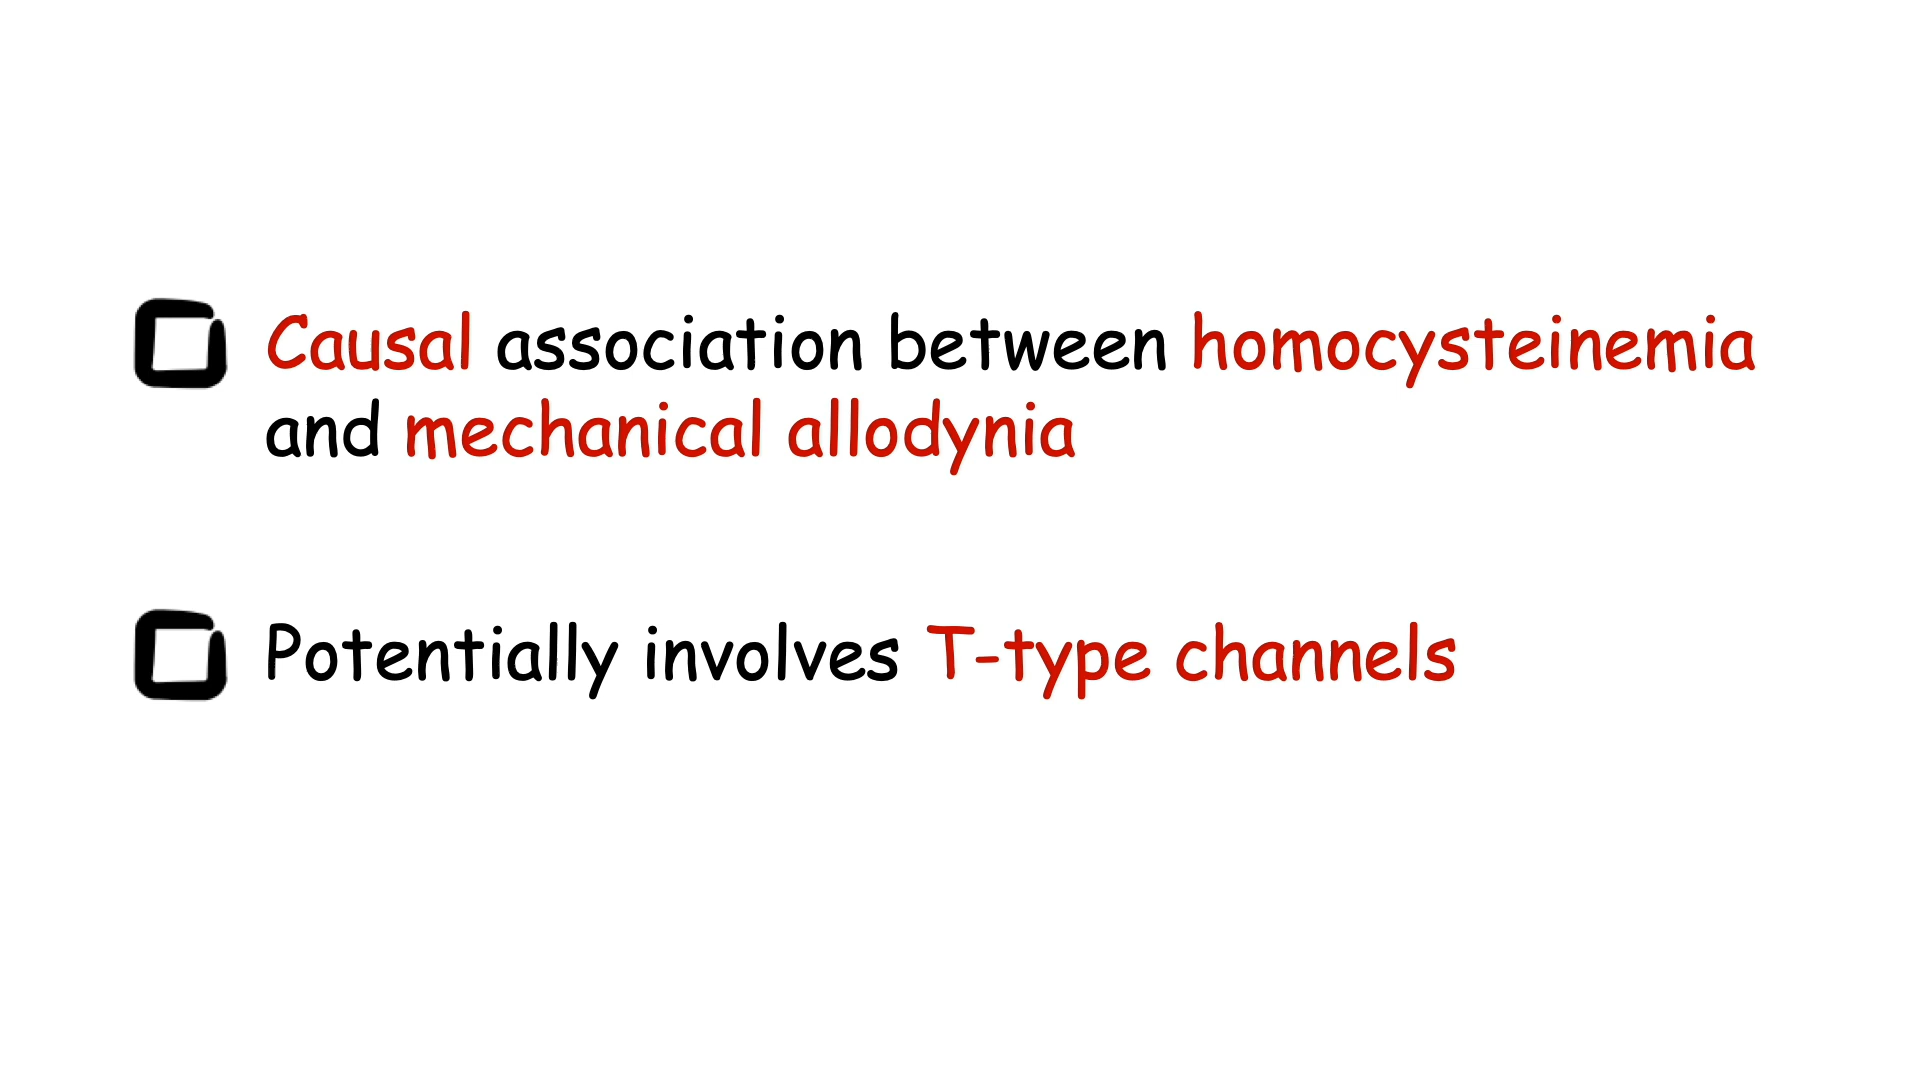 Causal association between homocysteinemia
and mechanical allodynia
Potentially involves T-type channels